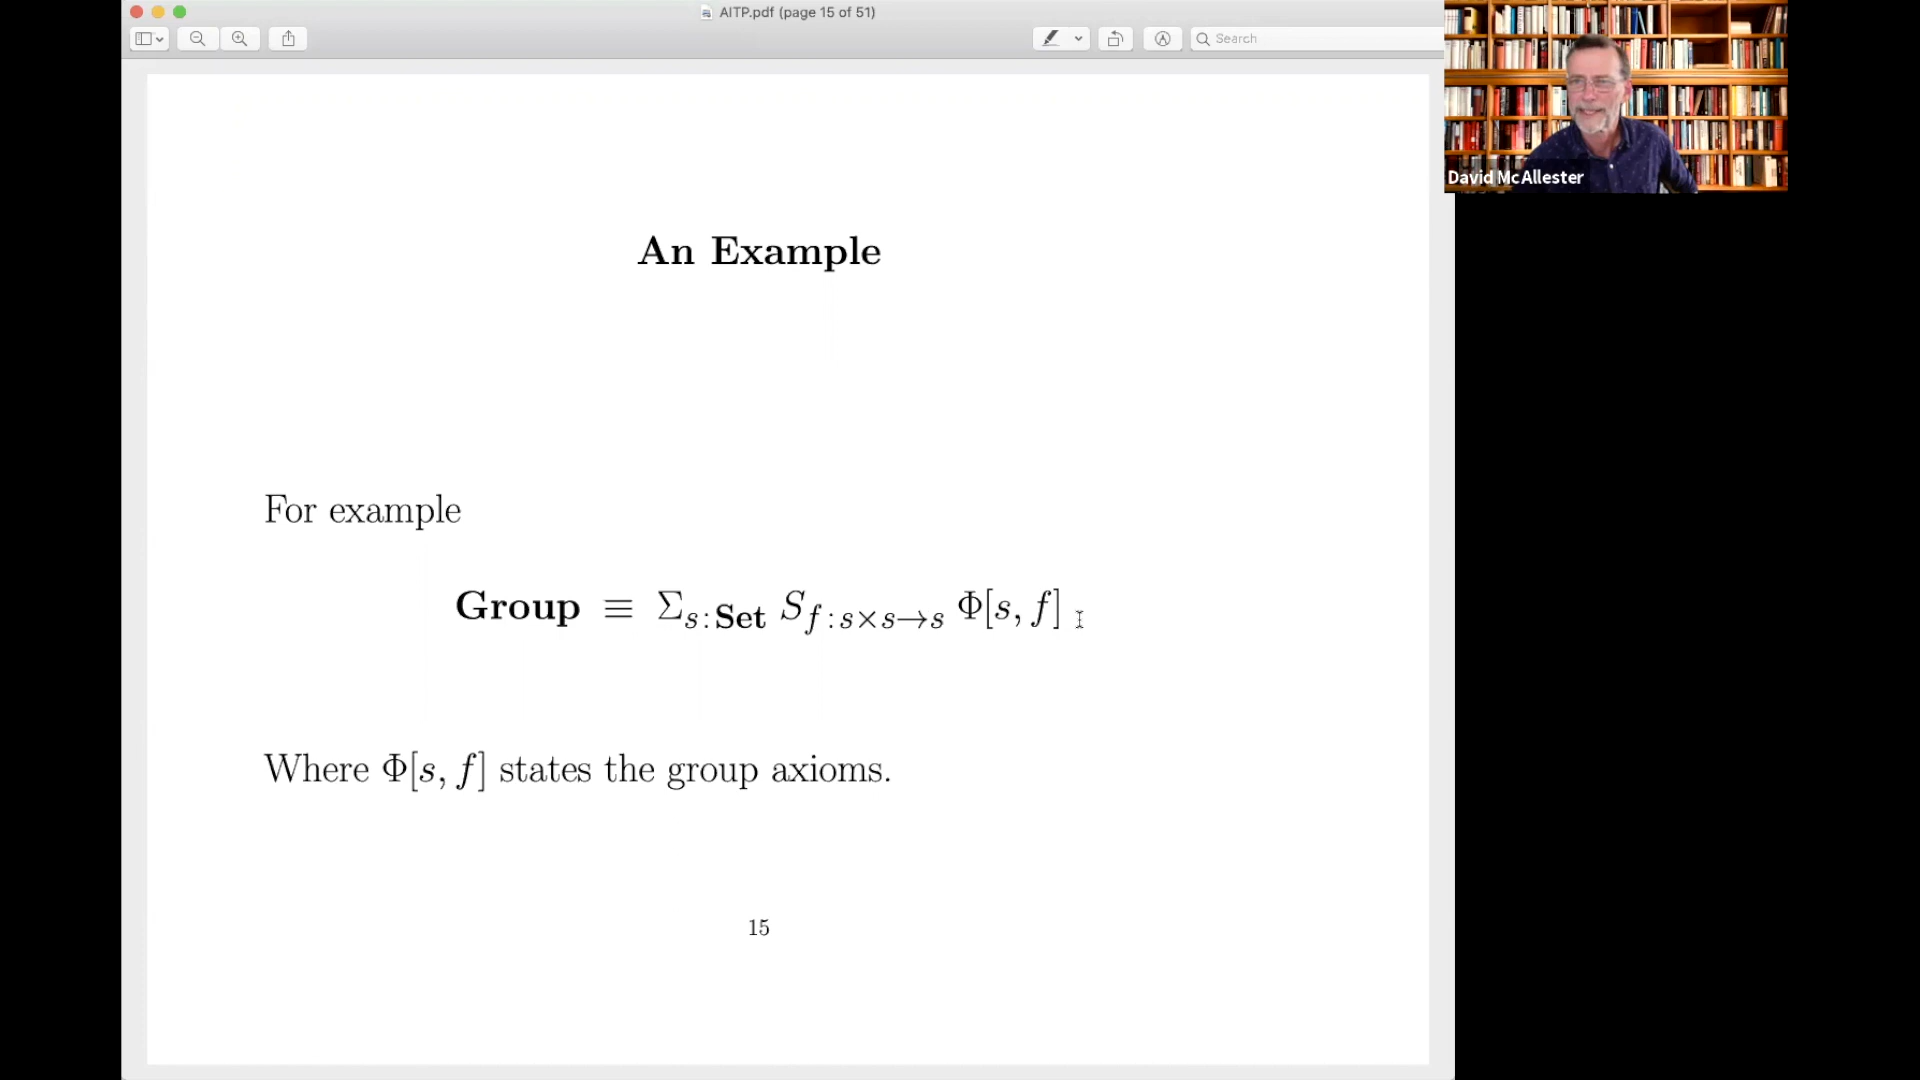 AITP.pdf (page 15 of 51)
Search
David McAllester
An Example
For example
Group ≡ Σ_{s:Set} S_{f:s×s→s} Φ[s, f]
Where Φ[s, f] states the group axioms.
15